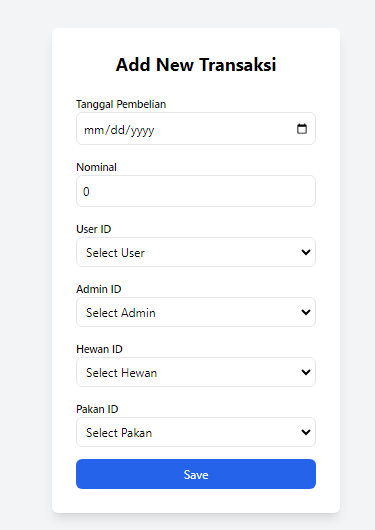 Add New Transaksi
Tanggal Pembelian
mm/dd/yyyy
Nominal
0
User ID
Select User
Admin ID
Select Admin
Hewan ID
Select Hewan
Pakan ID
Select Pakan
Save